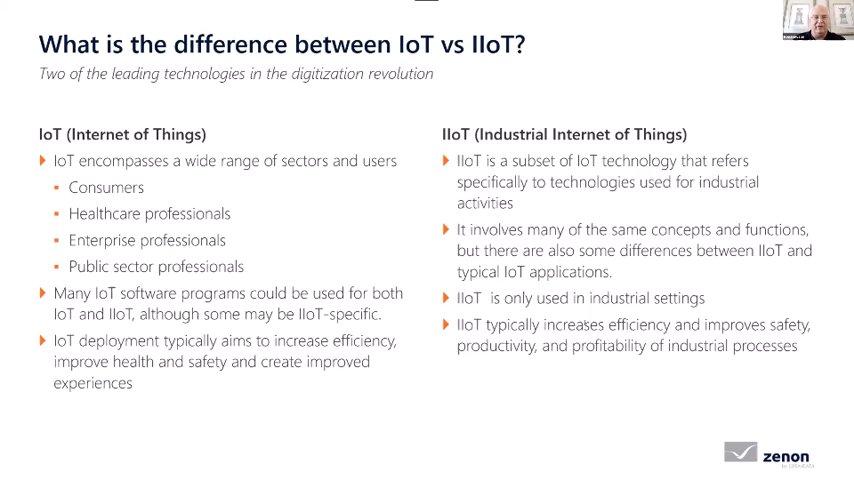 What is the difference between IoT vs IIoT?
Two of the leading technologies in the digitization revolution
IoT (Internet of Things)
IoT encompasses a wide range of sectors and users
Consumers
Healthcare professionals
Enterprise professionals
Public sector professionals
Many IoT software programs could be used for both
IoT and IIoT, although some may be IIoT-specific.
IoT deployment typically aims to increase efficiency,
improve health and safety and create improved
experiences
IIoT (Industrial Internet of Things)
IIoT is a subset of IoT technology that refers
specifically to technologies used for industrial
activities
It involves many of the same concepts and functions,
but there are also some differences between IIoT and
typical IoT applications.
IIoT is only used in industrial settings
IIoT typically increases efficiency and improves safety,
productivity, and profitability of industrial processes
zenon
by COPA-DATA